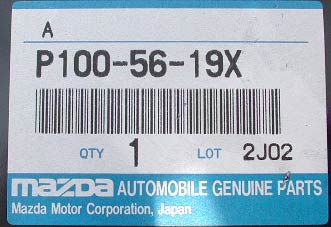 A
P100-56-19X
QTY 1 LOT 2J02
mazda AUTOMOBILE GENUINE PARTS
Mazda Motor Corporation, Japan